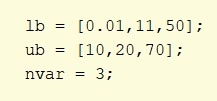 lb = [0.01,11,50];
ub = [10,20,70];
nvar = 3;